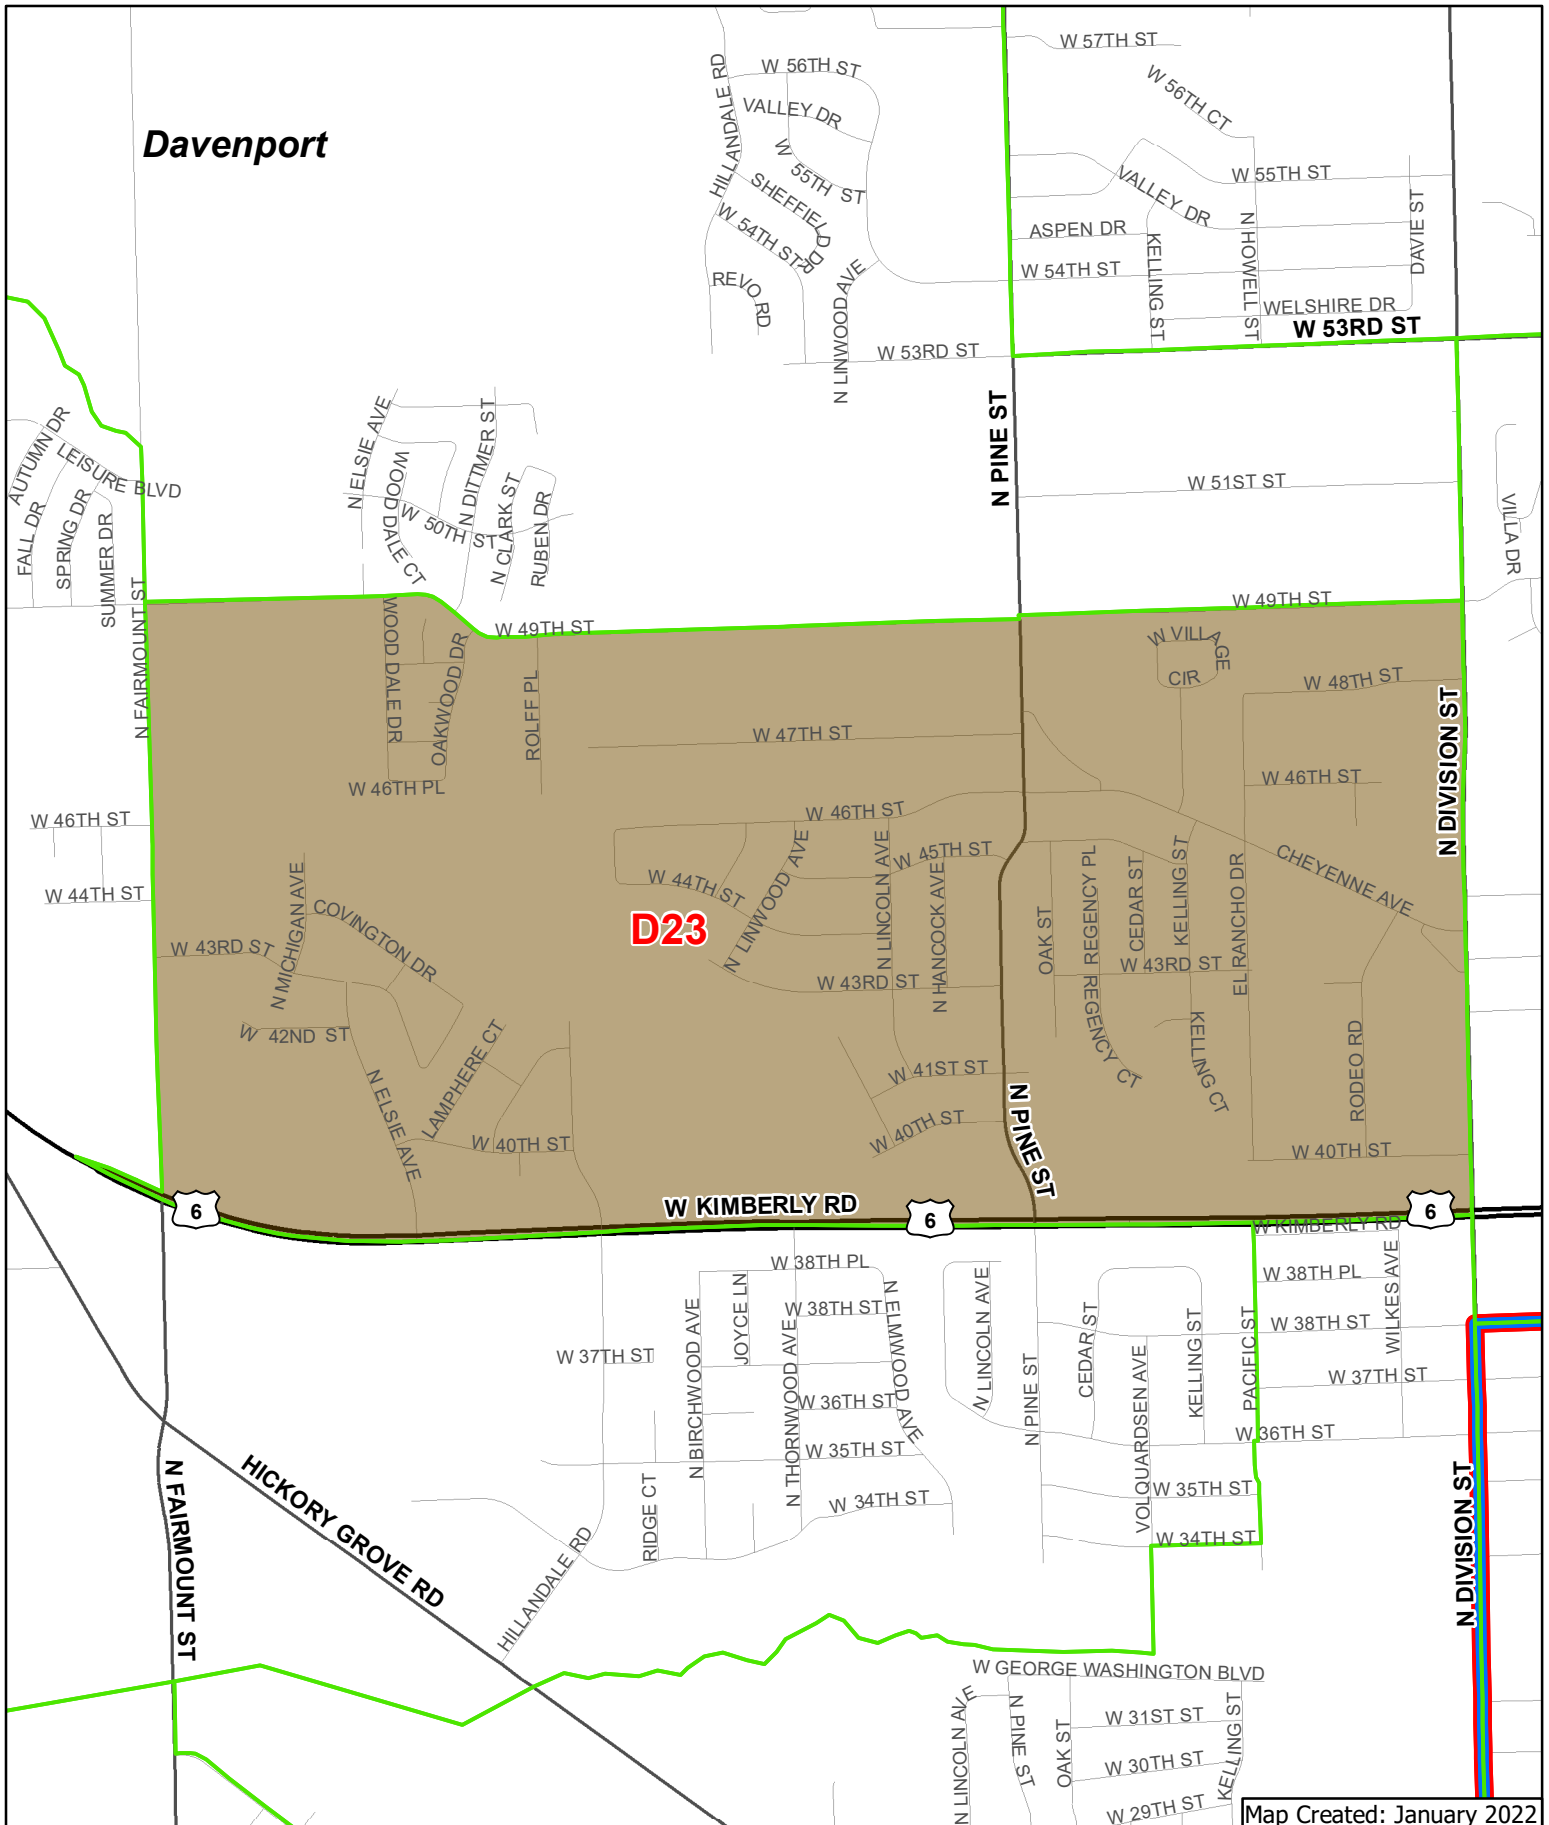 W 57TH ST
W 56TH ST
HILLANDALE RD
W 56TH CT
VALLEY DR
Davenport
W 55TH ST
W 55TH ST
VALLEY DR
SHEFFIELD DR
W 54TH ST
DAVIE ST
N HOWELL ST
ASPEN DR
KELLING ST
W 54TH ST
REVO RD
N LINWOOD AVE
WELSHIRE DR
W 53RD ST
W 53RD ST
N PINE ST
N ELSIE AVE
N DITTMER ST
AUTUMN DR
LEISURE BLVD
WOOD DALE CT
W 51ST ST
N CLARK ST
RUBEN DR
W 50TH ST
FALL DR
SPRING DR
SUMMER DR
VILLA DR
N FAIRMOUNT ST
W 49TH ST
W 49TH ST
WOOD DALE DR
OAKWOOD DR
ROLFF PL
W VILLAGE CIR
W 48TH ST
N DIVISION ST
W 47TH ST
W 46TH PL
W 46TH ST
W 46TH ST
W 46TH ST
W 45TH ST
CHEYENNE AVE
W 44TH ST
W 44TH ST
N LINWOOD AVE
N LINCOLN AVE
N HANCOCK AVE
OAK ST
REGENCY PL
CEDAR ST
KELLING ST
EL RANCHO DR
N MICHIGAN AVE
COVINGTON DR
D23
W 43RD ST
W 43RD ST
W 43RD ST
REGENCY CT
KELLING CT
RODEO RD
W 42ND ST
LAMPHERE CT
N ELSIE AVE
W 41ST ST
W 40TH ST
W 40TH ST
W 40TH ST
N PINE ST
W KIMBERLY RD
6
6
6
W KIMBERLY RD
W 38TH PL
W 38TH PL
JOYCE LN
W 38TH ST
N ELMWOOD AVE
N LINCOLN AVE
CEDAR ST
KELLING ST
PACIFIC ST
W 38TH ST
WILKES AVE
W 37TH ST
W 37TH ST
N BIRCHWOOD AVE
N THORNWOOD AVE
N PINE ST
VOLQUARDSEN AVE
W 36TH ST
W 36TH ST
W 35TH ST
W 35TH ST
W 34TH ST
W 34TH ST
RIDGE CT
N FAIRMOUNT ST
HICKORY GROVE RD
HILLANDALE RD
N DIVISION ST
W GEORGE WASHINGTON BLVD
N LINCOLN AVE
N PINE ST
OAK ST
W 31ST ST
W 30TH ST
KELLING ST
W 29TH ST
Map Created: January 2022